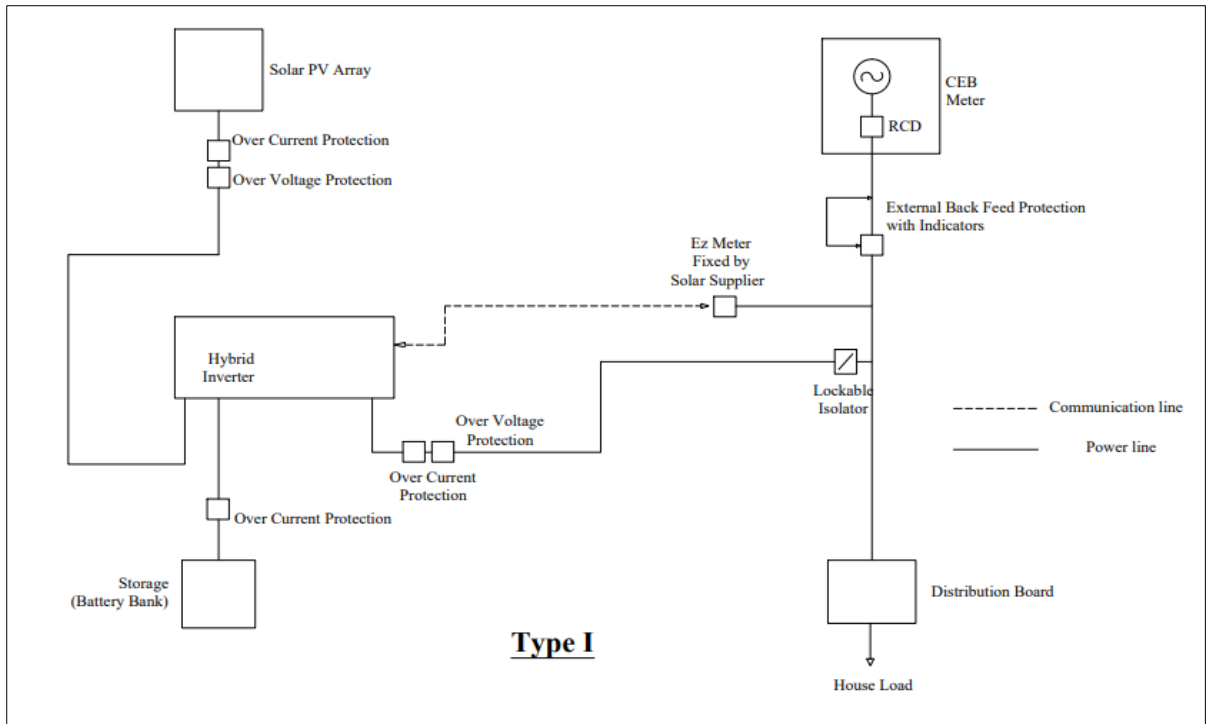 Solar PV Array
Over Current Protection
Over Voltage Protection
CEB
Meter
RCD
External Back Feed Protection
with Indicators
Ez Meter
Fixed by
Solar Supplier
Hybrid
Inverter
Lockable
Isolator
Over Voltage
Protection
Over Current
Protection
Communication line
Power line
Over Current Protection
Storage
(Battery Bank)
Distribution Board
Type I
House Load